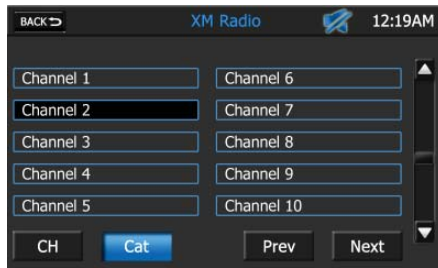 BACK XM Radio 12:19AM
Channel 1 Channel 6
Channel 2 Channel 7
Channel 3 Channel 8
Channel 4 Channel 9
Channel 5 Channel 10
CH Cat Prev Next